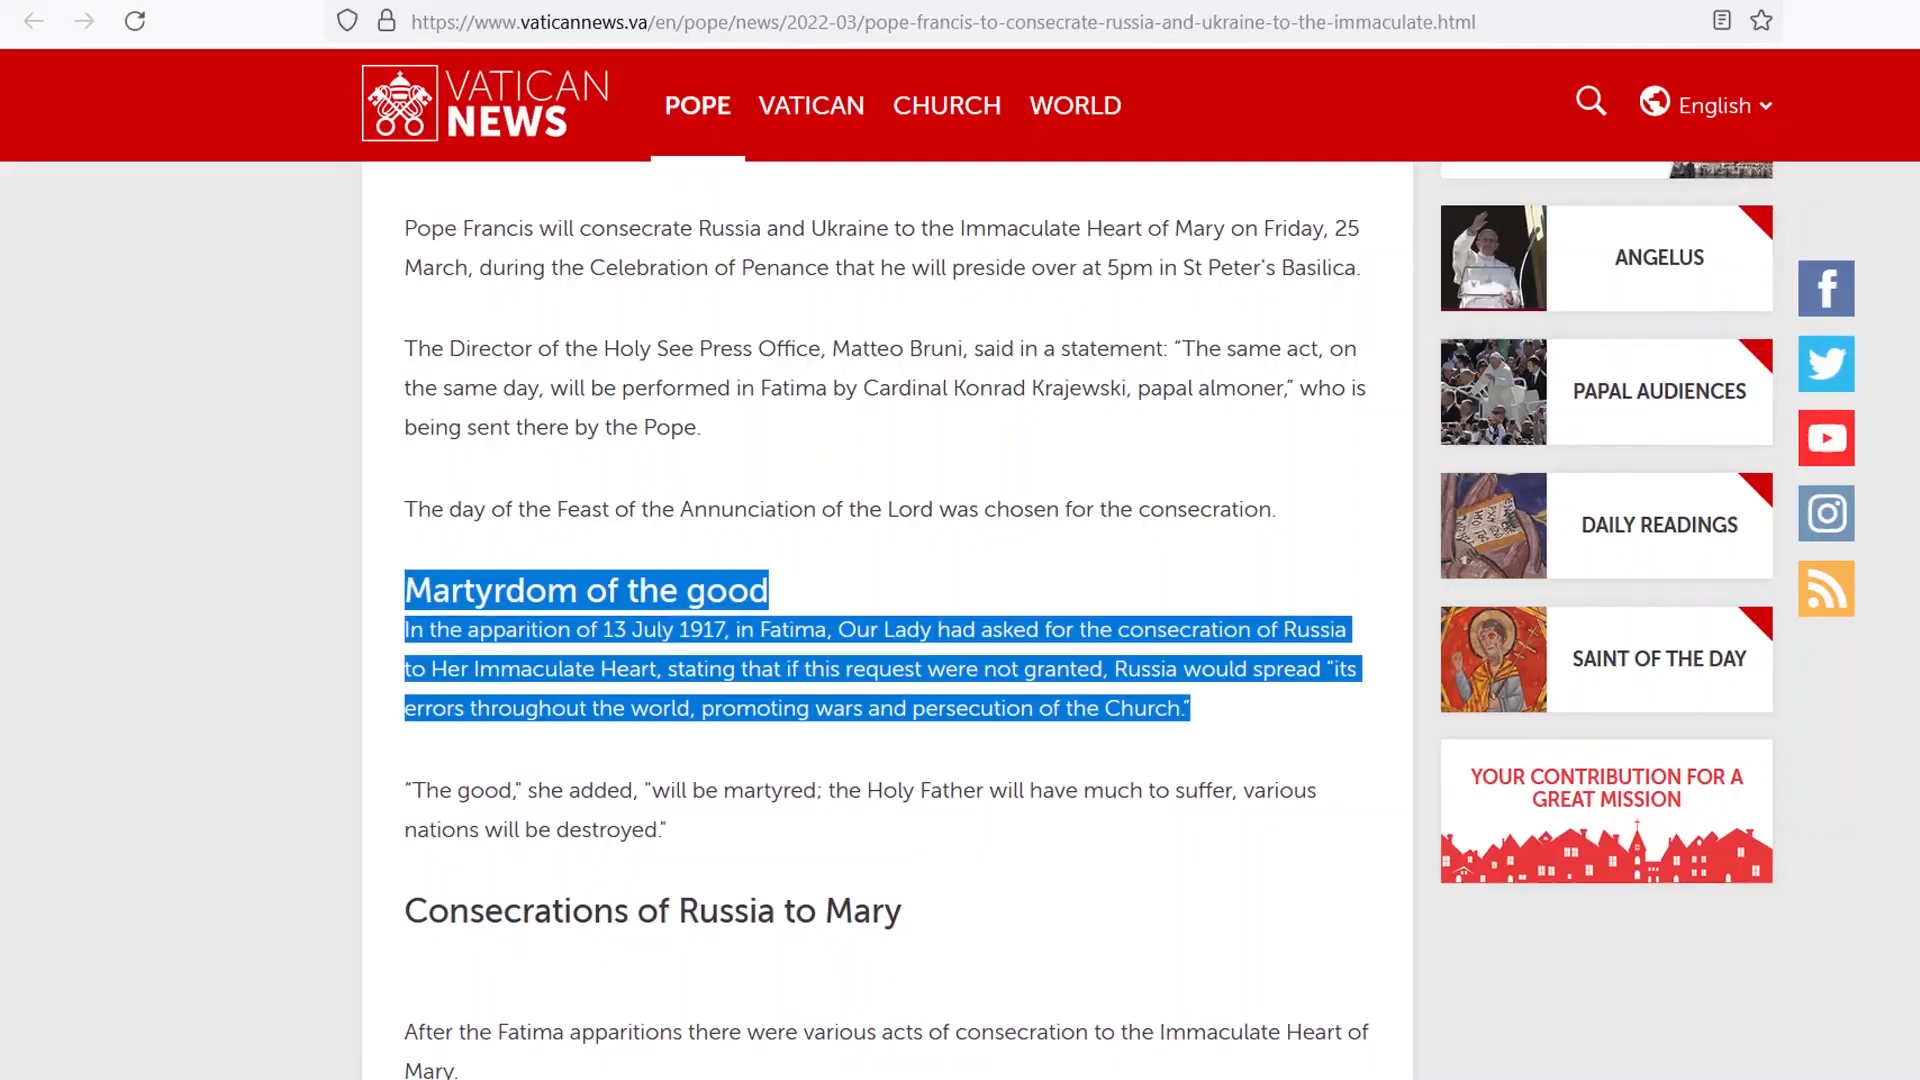 https://www.vaticannews.va/en/pope/news/2022-03/pope-francis-to-consecrate-russia-and-ukraine-to-the-immaculate.html
VATICAN
NEWS
POPE VATICAN CHURCH WORLD
English
Pope Francis will consecrate Russia and Ukraine to the Immaculate Heart of Mary on Friday, 25
March, during the Celebration of Penance that he will preside over at 5pm in St Peter's Basilica.
The Director of the Holy See Press Office, Matteo Bruni, said in a statement: “The same act, on
the same day, will be performed in Fatima by Cardinal Konrad Krajewski, papal almoner,” who is
being sent there by the Pope.
The day of the Feast of the Annunciation of the Lord was chosen for the consecration.
Martyrdom of the good
In the apparition of 13 July 1917, in Fatima, Our Lady had asked for the consecration of Russia
to Her Immaculate Heart, stating that if this request were not granted, Russia would spread "its
errors throughout the world, promoting wars and persecution of the Church.”
“The good," she added, "will be martyred; the Holy Father will have much to suffer, various
nations will be destroyed."
Consecrations of Russia to Mary
After the Fatima apparitions there were various acts of consecration to the Immaculate Heart of
Mary.
ANGELUS
PAPAL AUDIENCES
DAILY READINGS
SAINT OF THE DAY
YOUR CONTRIBUTION FOR A
GREAT MISSION